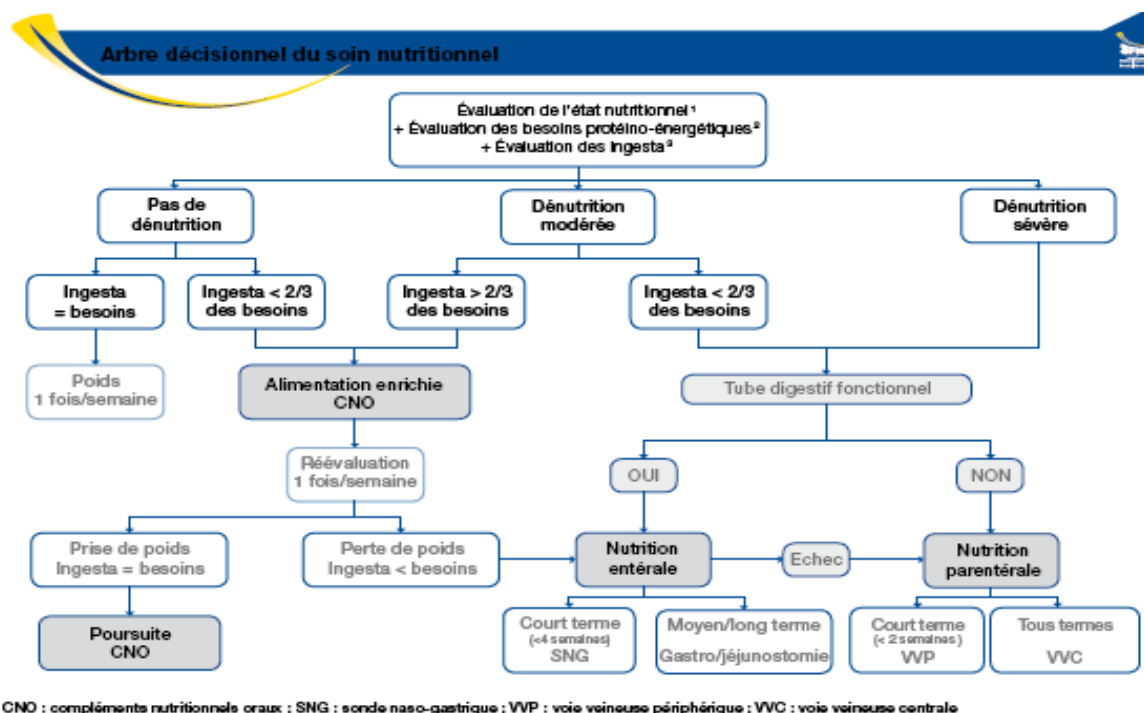 Arbre décisionnel du soin nutritionnel
Évaluation de l'état nutritionnel¹
+ Évaluation des besoins protéino-énergétiques²
+ Évaluation des ingesta³
Pas de
dénutrition
Dénutrition
modérée
Dénutrition
sévère
Ingesta
= besoins
Ingesta < 2/3
des besoins
Ingesta > 2/3
des besoins
Ingesta < 2/3
des besoins
Poids
1 fois/semaine
Alimentation enrichie
CNO
Tube digestif fonctionnel
Réévaluation
1 fois/semaine
OUI
NON
Prise de poids
Ingesta = besoins
Perte de poids
Ingesta < besoins
Nutrition
entérale
Echec
Nutrition
parentérale
Poursuite
CNO
Court terme
(<4 semaines)
SNG
Moyen/long terme
Gastro/jéjunostomie
Court terme
(< 2 semaines)
VVP
Tous termes
VVC
CNO : compléments nutritionnels oraux ; SNG : sonde naso-gastrique ; VVP : voie veineuse périphérique ; VVC : voie veineuse centrale